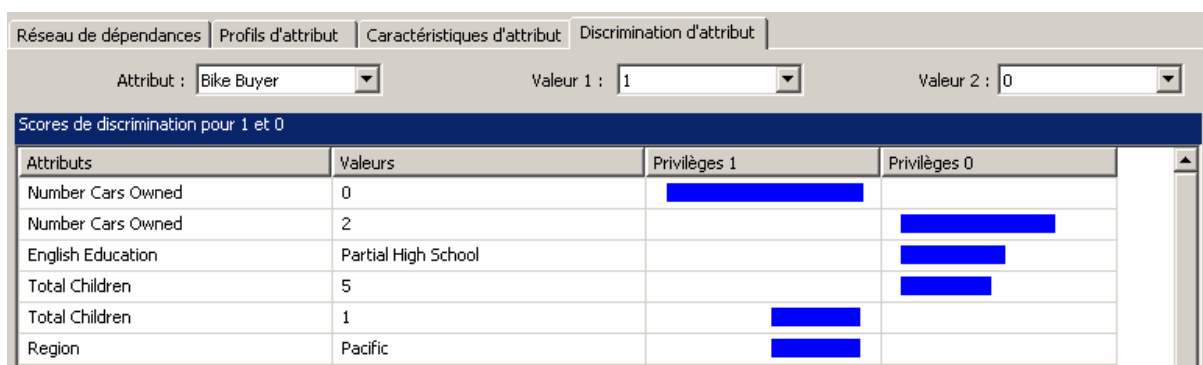 Réseau de dépendances Profils d'attribut Caractéristiques d'attribut Discrimination d'attribut
Attribut : Bike Buyer Valeur 1 : 1 Valeur 2 : 0
Scores de discrimination pour 1 et 0
Attributs Valeurs Privilèges 1 Privilèges 0
Number Cars Owned 0
Number Cars Owned 2
English Education Partial High School
Total Children 5
Total Children 1
Region Pacific